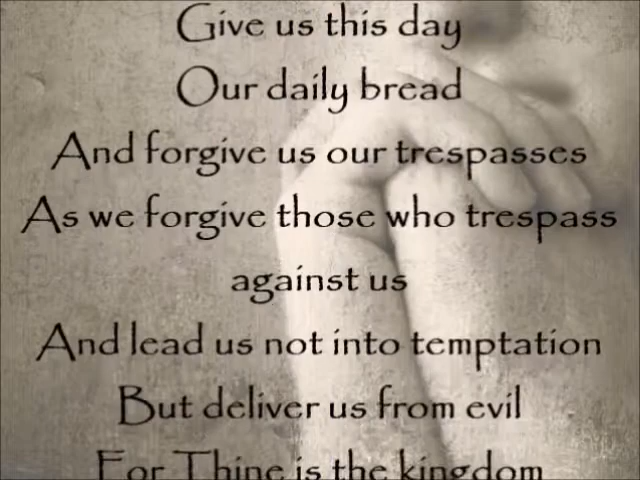 Give us this day
Our daily bread
And forgive us our trespasses
As we forgive those who trespass
against us
And lead us not into temptation
But deliver us from evil
For Thine is the kingdom